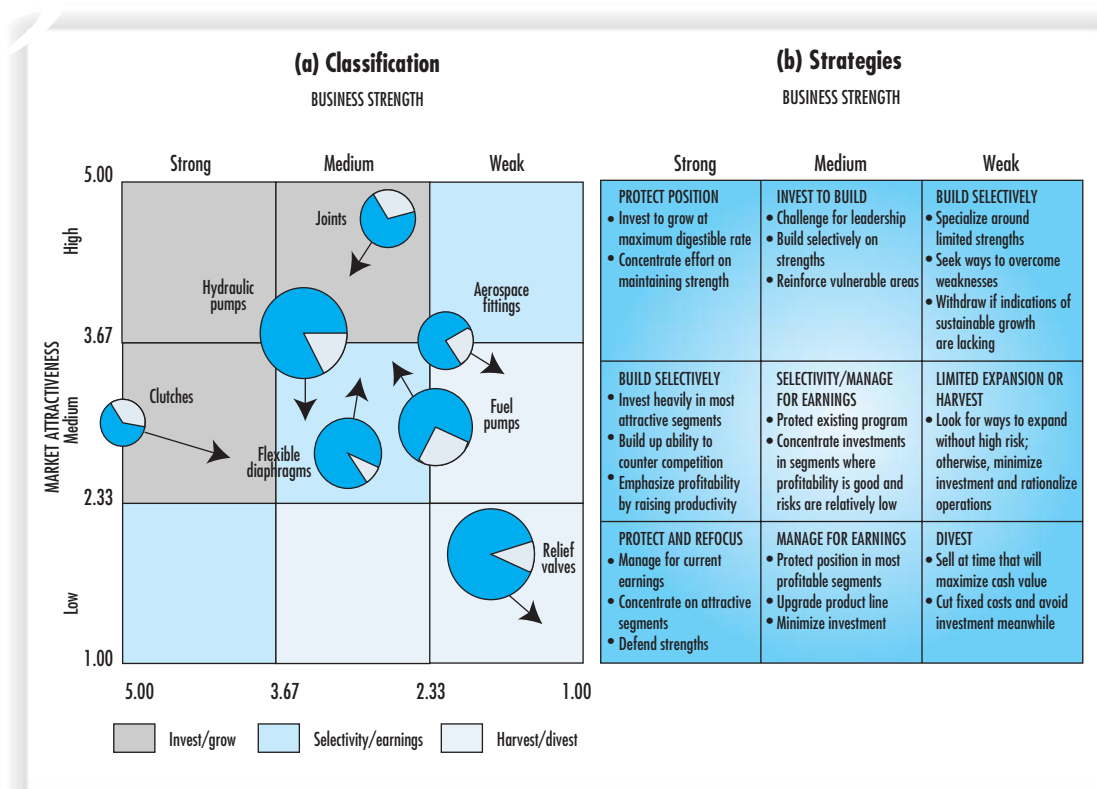 (a) Classification
BUSINESS STRENGTH
Strong
Medium
Weak
MARKET ATTRACTIVENESS
High
Medium
Low
5.00
3.67
2.33
1.00
Joints
Hydraulic
pumps
Aerospace
fittings
Clutches
Flexible
diaphragms
Fuel
pumps
Relief
valves
5.00
3.67
2.33
1.00
Invest/grow
Selectivity/earnings
Harvest/divest
(b) Strategies
BUSINESS STRENGTH
Strong
Medium
Weak
PROTECT POSITION
• Invest to grow at
maximum digestible rate
• Concentrate effort on
maintaining strength
INVEST TO BUILD
• Challenge for leadership
• Build selectively on
strengths
• Reinforce vulnerable areas
BUILD SELECTIVELY
• Specialize around
limited strengths
• Seek ways to overcome
weaknesses
• Withdraw if indications of
sustainable growth
are lacking
BUILD SELECTIVELY
• Invest heavily in most
attractive segments
• Build up ability to
counter competition
• Emphasize profitability
by raising productivity
SELECTIVITY/MANAGE
FOR EARNINGS
• Protect existing program
• Concentrate investments
in segments where
profitability is good and
risks are relatively low
LIMITED EXPANSION OR
HARVEST
• Look for ways to expand
without high risk;
otherwise, minimize
investment and rationalize
operations
PROTECT AND REFOCUS
• Manage for current
earnings
• Concentrate on attractive
segments
• Defend strengths
MANAGE FOR EARNINGS
• Protect position in most
profitable segments
• Upgrade product line
• Minimize investment
DIVEST
• Sell at time that will
maximize cash value
• Cut fixed costs and avoid
investment meanwhile